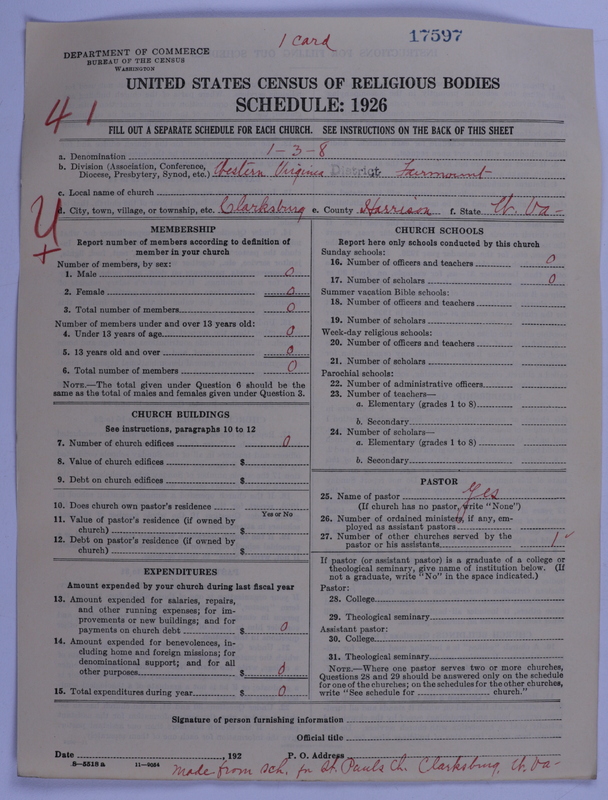 1 card
17597
DEPARTMENT OF COMMERCE
BUREAU OF THE CENSUS
WASHINGTON
UNITED STATES CENSUS OF RELIGIOUS BODIES
SCHEDULE: 1926
41
FILL OUT A SEPARATE SCHEDULE FOR EACH CHURCH. SEE INSTRUCTIONS ON THE BACK OF THIS SHEET
a. Denomination 1-3-8
b. Division (Association, Conference, Diocese, Presbytery, Synod, etc.) Western Virginia District Fairmount
c. Local name of church
d. City, town, village, or township, etc. Clarksburg e. County Harrison f. State W. Va-
U
+
MEMBERSHIP
Report number of members according to definition of
member in your church
Number of members, by sex:
1. Male 0
2. Female 0
3. Total number of members 0
Number of members under and over 13 years old:
4. Under 13 years of age 0
5. 13 years old and over 0
6. Total number of members 0
NOTE.—The total given under Question 6 should be the
same as the total of males and females given under Question 3.
CHURCH BUILDINGS
See instructions, paragraphs 10 to 12
7. Number of church edifices 0
8. Value of church edifices $
9. Debt on church edifices $
10. Does church own pastor's residence
Yes or No
11. Value of pastor's residence (if owned by
church) $
12. Debt on pastor's residence (if owned by
church) $
EXPENDITURES
Amount expended by your church during last fiscal year
13. Amount expended for salaries, repairs,
and other running expenses; for im-
provements or new buildings; and for
payments on church debt $ 0
14. Amount expended for benevolences, in-
cluding home and foreign missions; for
denominational support; and for all
other purposes $ 0
15. Total expenditures during year $ 0
CHURCH SCHOOLS
Report here only schools conducted by this church
Sunday schools:
16. Number of officers and teachers 0
17. Number of scholars 0
Summer vacation Bible schools:
18. Number of officers and teachers
19. Number of scholars
Week-day religious schools:
20. Number of officers and teachers
21. Number of scholars
Parochial schools:
22. Number of administrative officers
23. Number of teachers—
a. Elementary (grades 1 to 8)
b. Secondary
24. Number of scholars—
a. Elementary (grades 1 to 8)
b. Secondary
PASTOR
25. Name of pastor Yes
(If church has no pastor, write "None")
26. Number of ordained ministers, if any, em-
ployed as assistant pastors
27. Number of other churches served by the
pastor or his assistants 1
If pastor (or assistant pastor) is a graduate of a college or
theological seminary, give name of institution below. (If
not a graduate, write "No" in the space indicated.)
Pastor:
28. College
29. Theological seminary
Assistant pastor:
30. College
31. Theological seminary
NOTE.—Where one pastor serves two or more churches,
Questions 28 and 29 should be answered only on the schedule
for one of the churches; on the schedules for the other churches,
write "See schedule for church."
Signature of person furnishing information
Official title
Date , 192 P. O. Address
8-5518 a 11-9024
made from sch. for St. Pauls Ch. Clarksburg, W. Va-